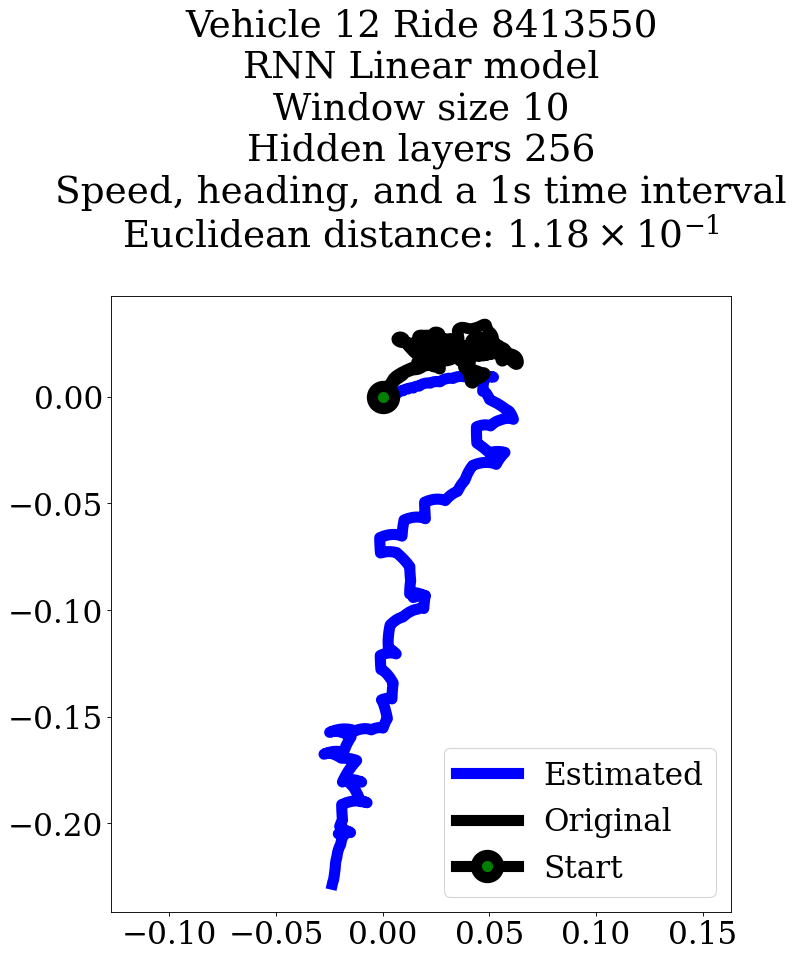 Vehicle 12 Ride 8413550
RNN Linear model
Window size 10
Hidden layers 256
Speed, heading, and a 1s time interval
Euclidean distance: 1.18 × 10⁻¹
0.00
−0.05
−0.10
−0.15
−0.20
Estimated
Original
Start
−0.10 −0.05 0.00 0.05 0.10 0.15